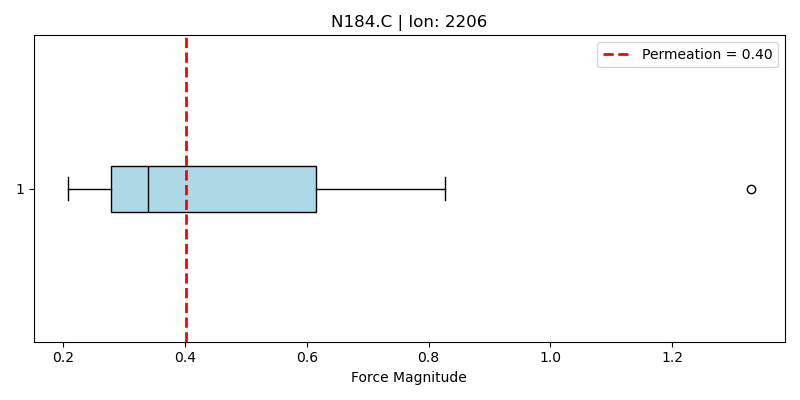 N184.C | Ion: 2206
Permeation = 0.40
1
0.2 0.4 0.6 0.8 1.0 1.2
Force Magnitude